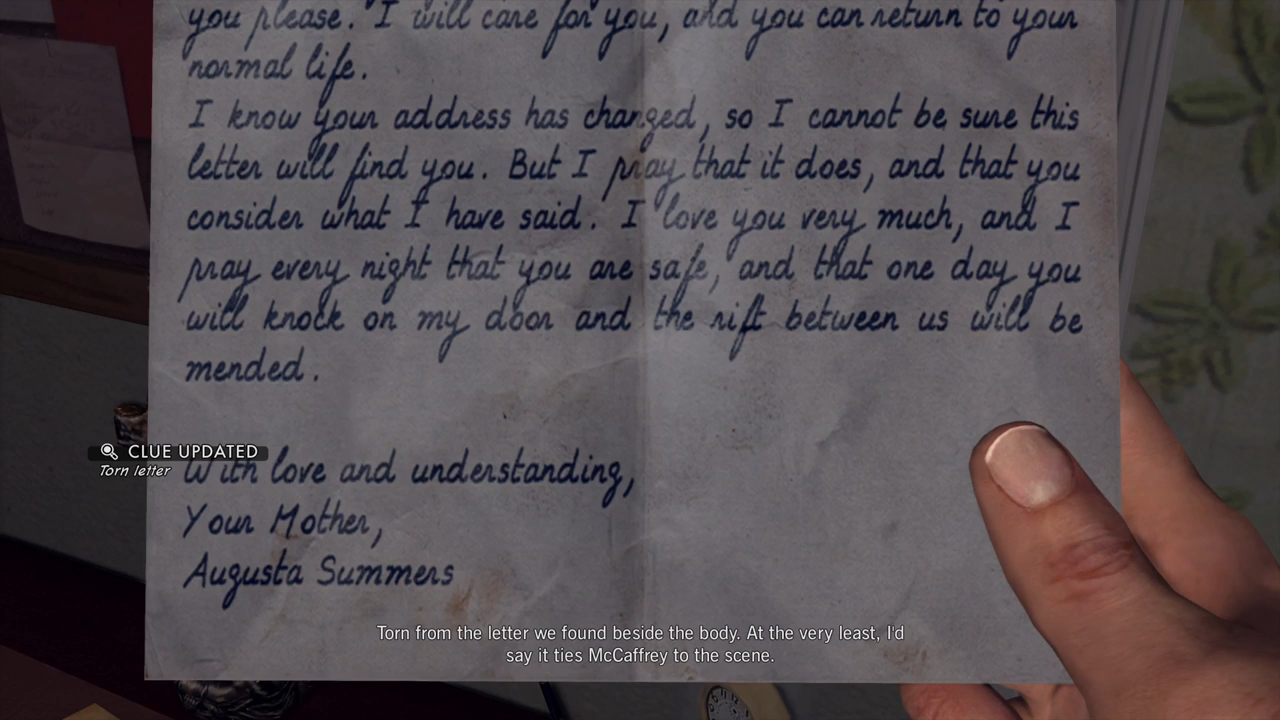 you please. I will care for you, and you can return to your
normal life.
I know your address has changed, so I cannot be sure this
letter will find you. But I pray that it does, and that you
consider what I have said. I love you very much, and I
pray every night that you are safe, and that one day you
will knock on my door and the rift between us will be
mended.
CLUE UPDATED
Torn letter
With love and understanding,
Your Mother,
Augusta Summers
Torn from the letter we found beside the body. At the very least, I'd
say it ties McCaffrey to the scene.